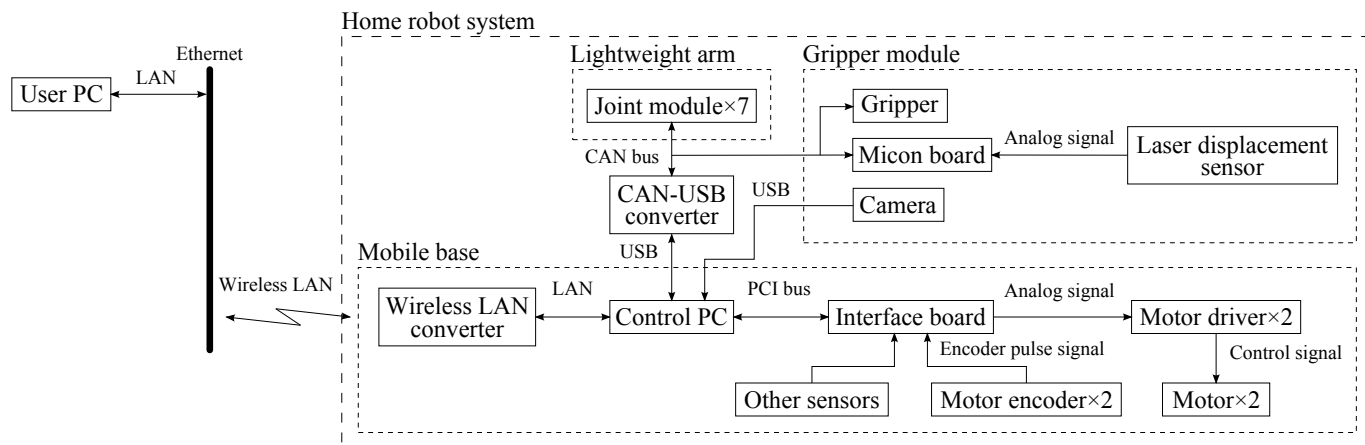 Home robot system
Ethernet
LAN
User PC
Lightweight arm
Joint module×7
CAN bus
CAN-USB
converter
USB
Gripper module
Gripper
Micon board
Analog signal
Laser displacement
sensor
USB
Camera
Mobile base
Wireless LAN
Wireless LAN
converter
LAN
Control PC
PCI bus
Interface board
Analog signal
Motor driver×2
Encoder pulse signal
Control signal
Other sensors
Motor encoder×2
Motor×2